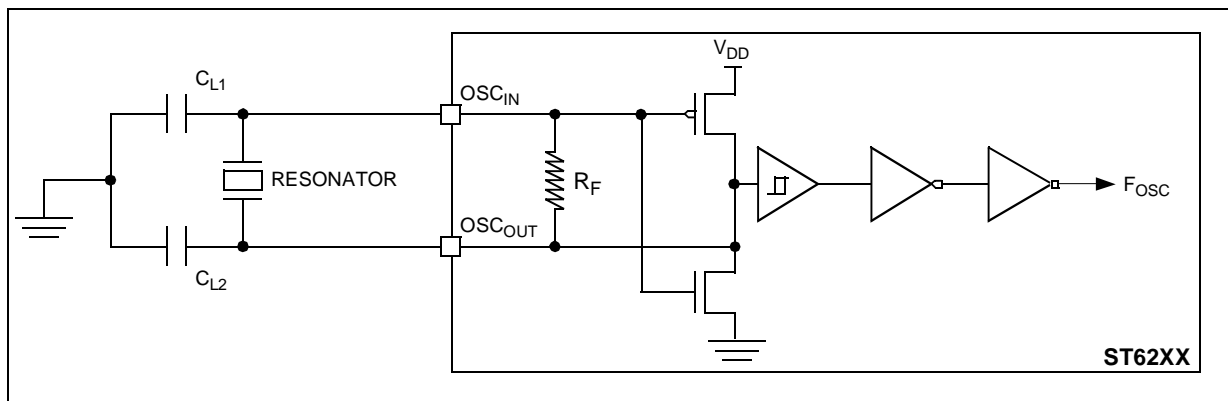 V_DD
C_L1
OSC_IN
RESONATOR
R_F
F_OSC
OSC_OUT
C_L2
ST62XX